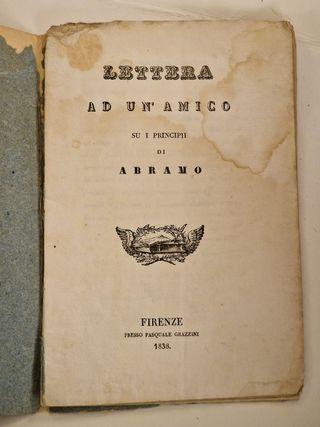 LETTERA
AD UN' AMICO
SU I PRINCIPII
DI
ABRAMO
FIRENZE
PRESSO PASQUALE GRAZZINI
1838.